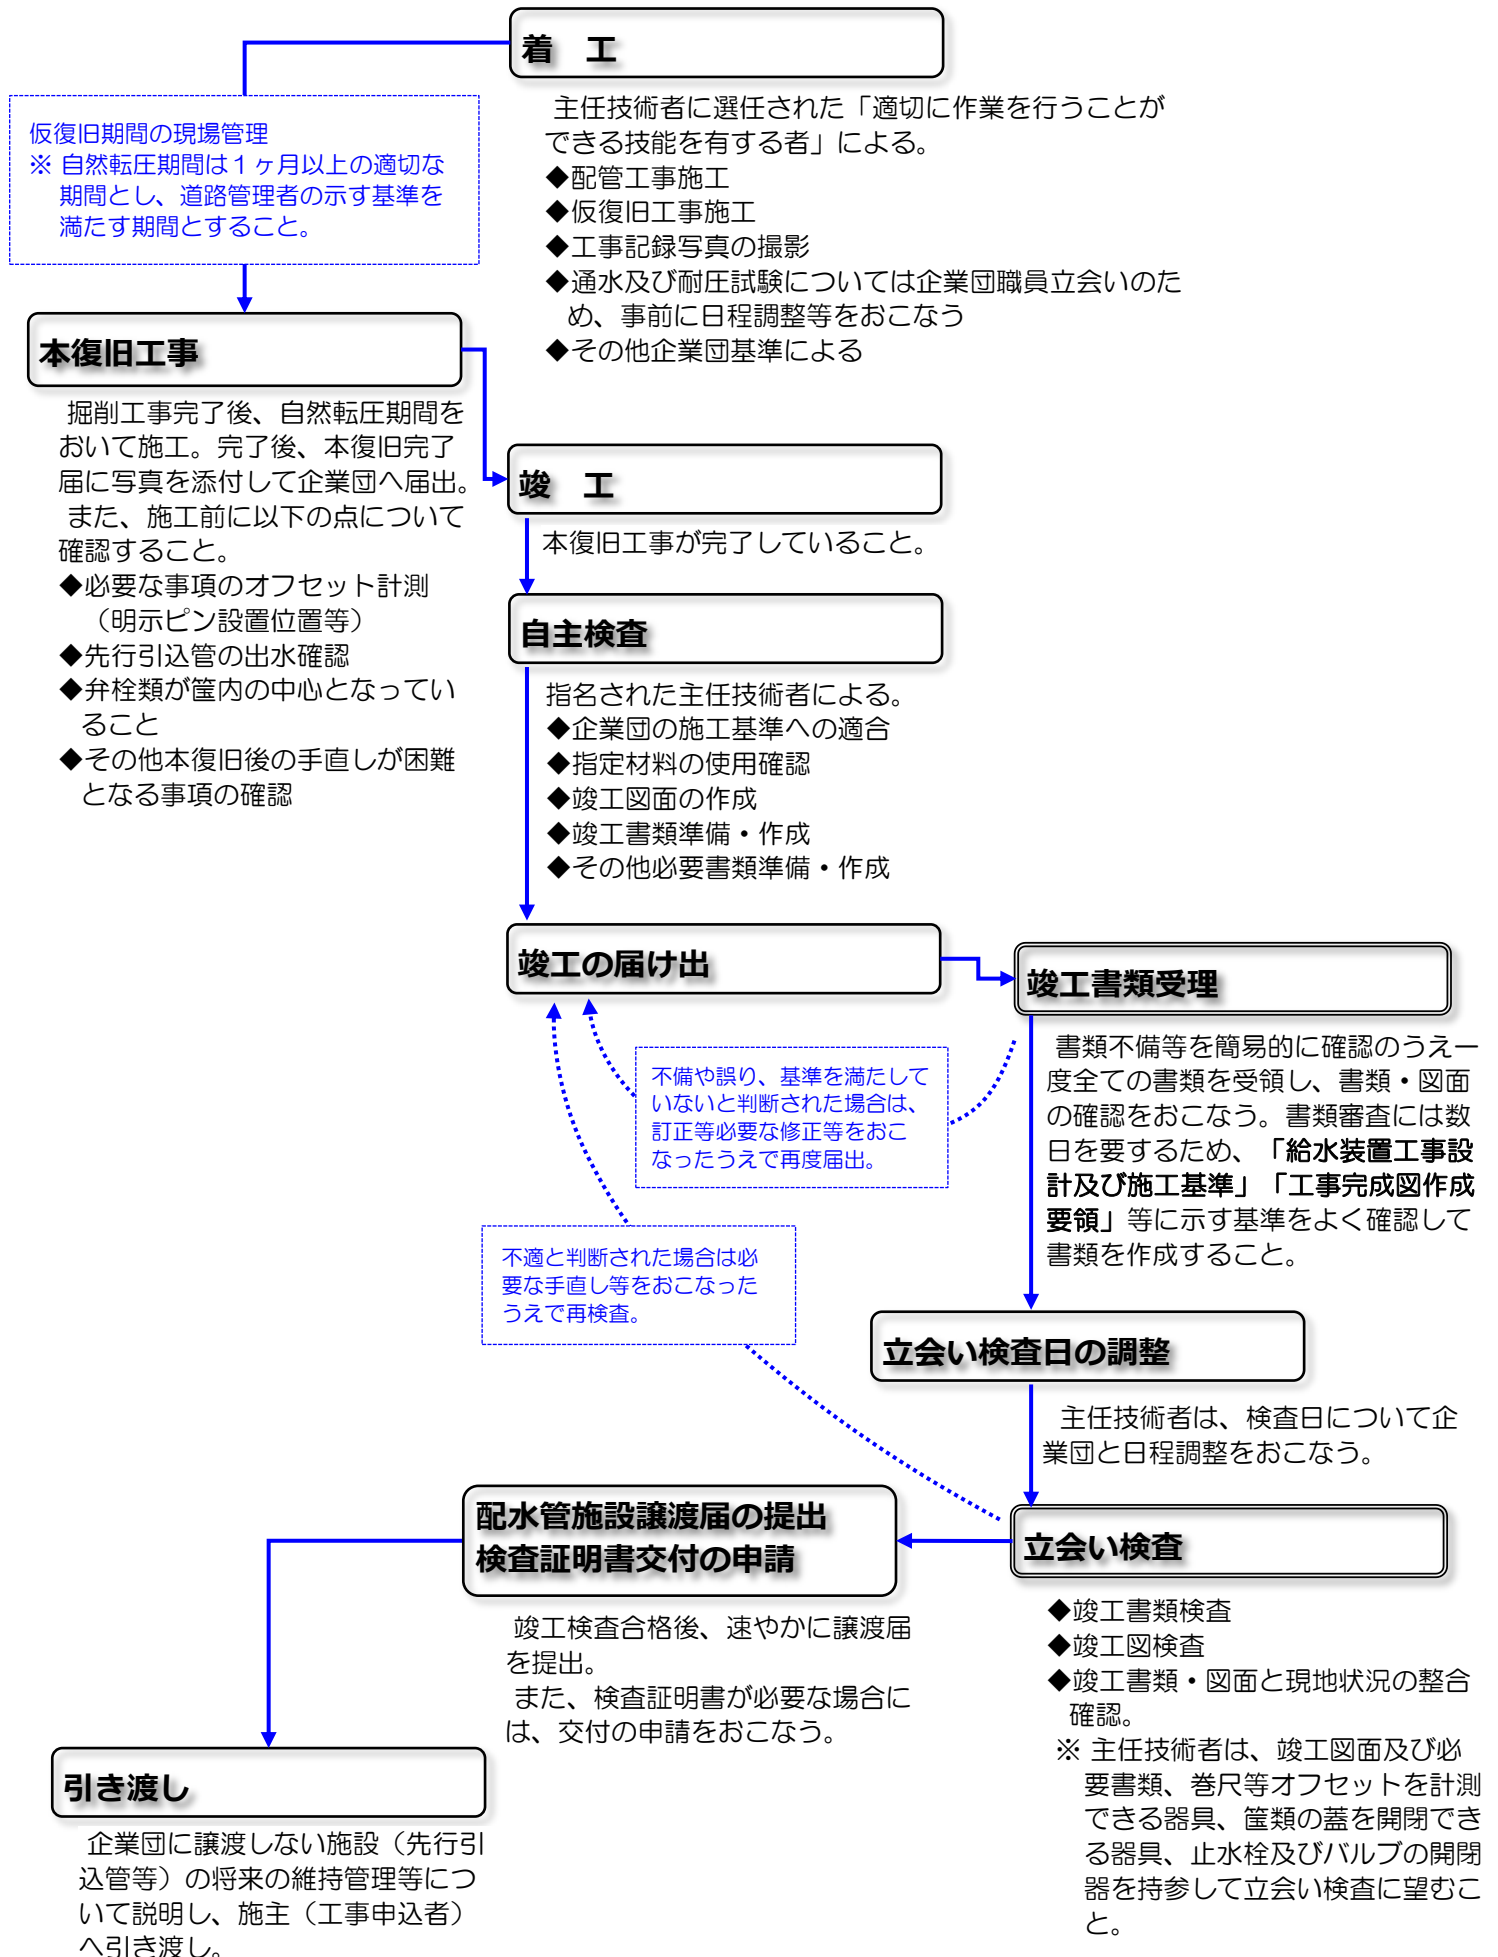 着　工
主任技術者に選任された「適切に作業を行うことが
できる技能を有する者」による。
◆配管工事施工
◆仮復旧工事施工
◆工事記録写真の撮影
◆通水及び耐圧試験については企業団職員立会いのた
め、事前に日程調整等をおこなう
◆その他企業団基準による
仮復旧期間の現場管理
※ 自然転圧期間は１ヶ月以上の適切な
期間とし、道路管理者の示す基準を
満たす期間とすること。
本復旧工事
掘削工事完了後、自然転圧期間を
おいて施工。完了後、本復旧完了
届に写真を添付して企業団へ届出。
また、施工前に以下の点について
確認すること。
◆必要な事項のオフセット計測
（明示ピン設置位置等）
◆先行引込管の出水確認
◆弁栓類が筐内の中心となってい
ること
◆その他本復旧後の手直しが困難
となる事項の確認
竣　工
本復旧工事が完了していること。
自主検査
指名された主任技術者による。
◆企業団の施工基準への適合
◆指定材料の使用確認
◆竣工図面の作成
◆竣工書類準備・作成
◆その他必要書類準備・作成
竣工の届け出
竣工書類受理
書類不備等を簡易的に確認のうえ一
度全ての書類を受領し、書類・図面
の確認をおこなう。書類審査には数
日を要するため、「給水装置工事設
計及び施工基準」「工事完成図作成
要領」等に示す基準をよく確認して
書類を作成すること。
不備や誤り、基準を満たして
いないと判断された場合は、
訂正等必要な修正等をおこ
なったうえで再度届出。
不適と判断された場合は必
要な手直し等をおこなった
うえで再検査。
立会い検査日の調整
主任技術者は、検査日について企
業団と日程調整をおこなう。
立会い検査
◆竣工書類検査
◆竣工図検査
◆竣工書類・図面と現地状況の整合
確認。
※ 主任技術者は、竣工図面及び必
要書類、巻尺等オフセットを計測
できる器具、筐類の蓋を開閉でき
る器具、止水栓及びバルブの開閉
器を持参して立会い検査に望むこ
と。
配水管施設譲渡届の提出
検査証明書交付の申請
竣工検査合格後、速やかに譲渡届
を提出。
また、検査証明書が必要な場合に
は、交付の申請をおこなう。
引き渡し
企業団に譲渡しない施設（先行引
込管等）の将来の維持管理等につ
いて説明し、施主（工事申込者）
へ引き渡し。